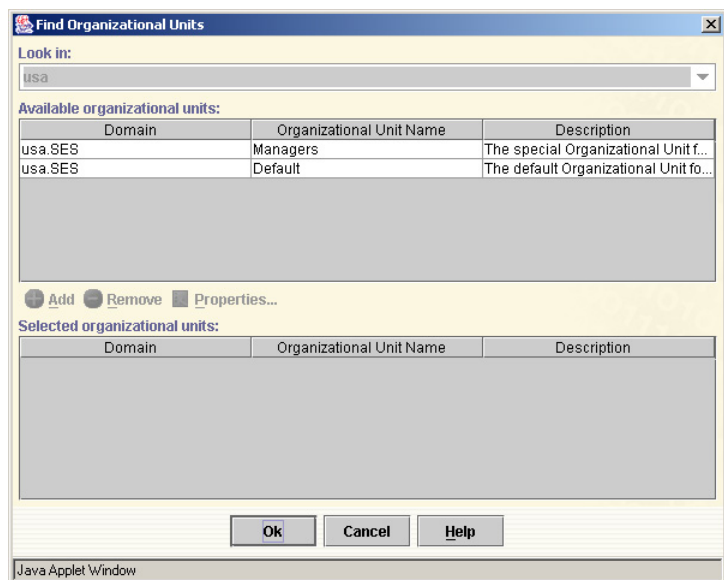 Find Organizational Units
Look in:
usa
Available organizational units:
Domain Organizational Unit Name Description
usa.SES Managers The special Organizational Unit f...
usa.SES Default The default Organizational Unit fo...
Add Remove Properties...
Selected organizational units:
Domain Organizational Unit Name Description
Ok Cancel Help
Java Applet Window